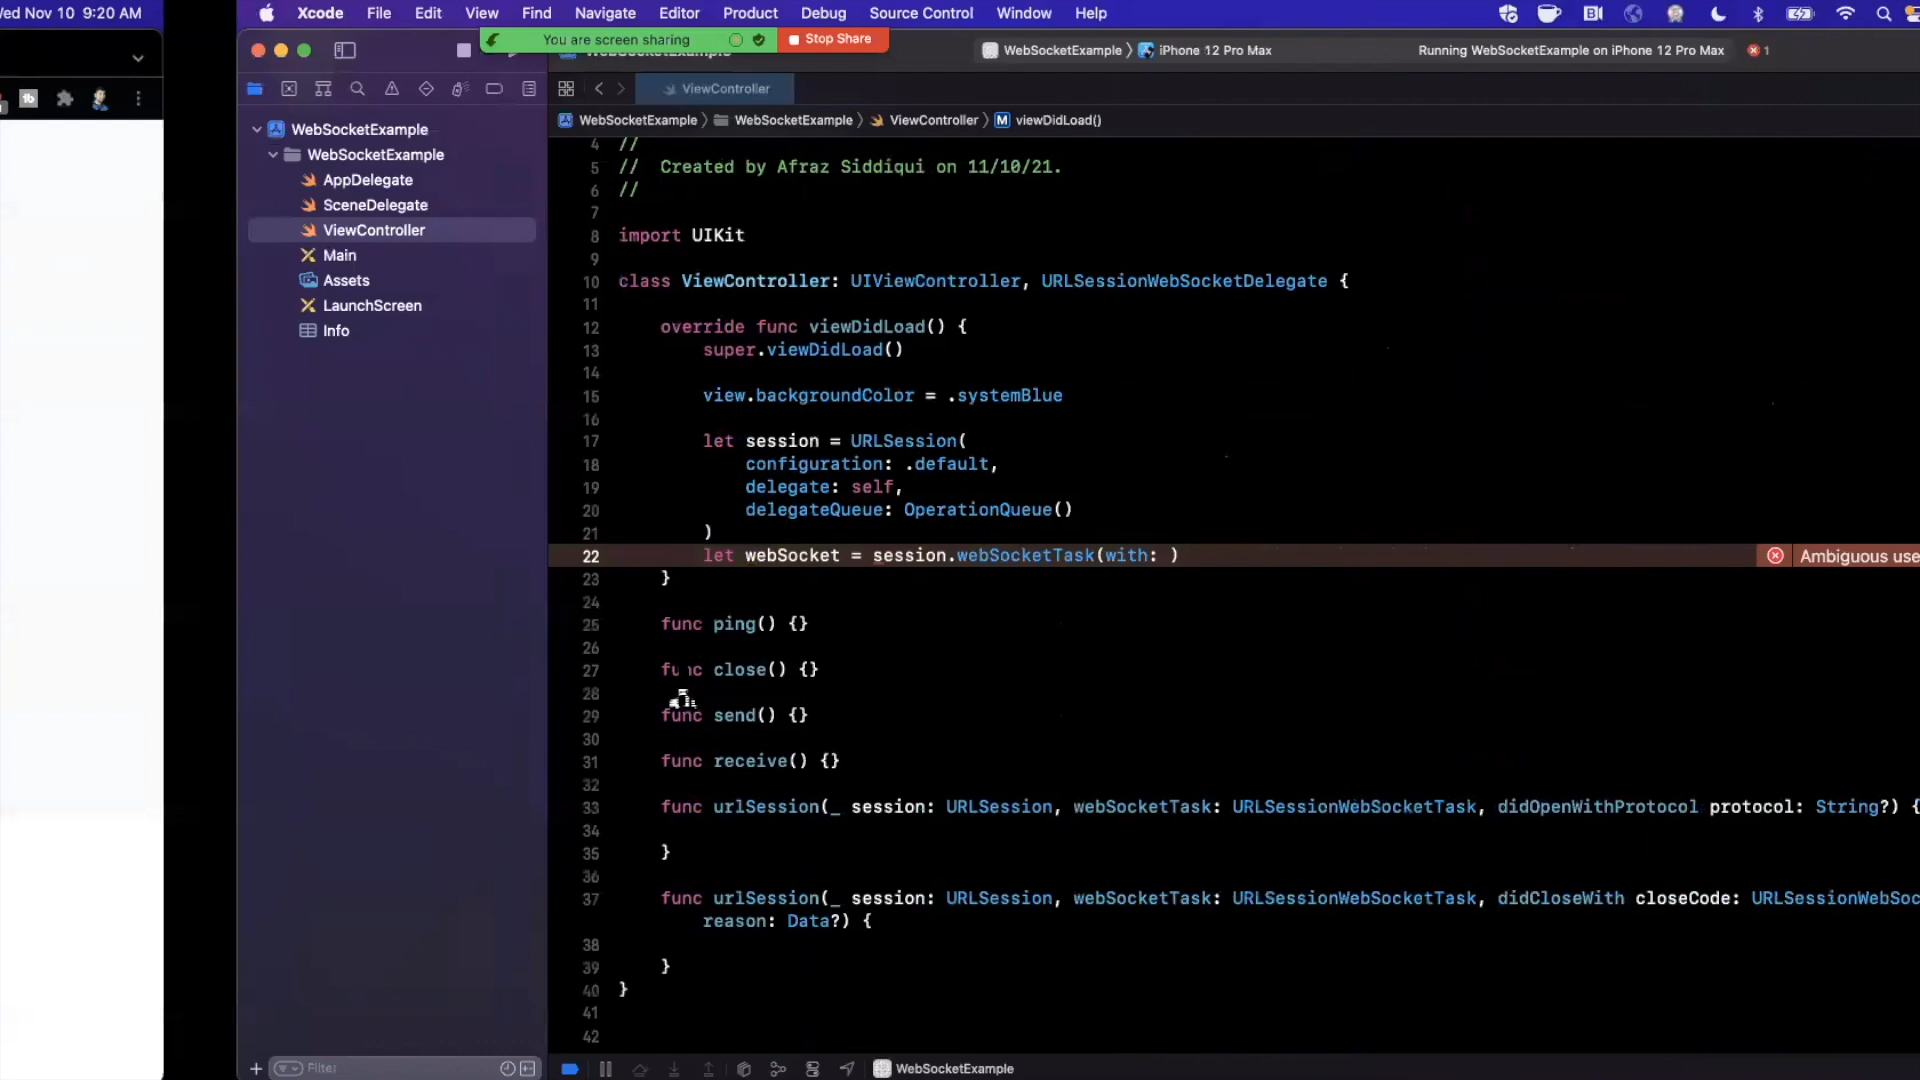 Wed Nov 10 9:20 AM
Xcode File Edit View Find Navigate Editor Product Debug Source Control Window Help
You are screen sharing Stop Share
WebSocketExample
WebSocketExample iPhone 12 Pro Max
Running WebSocketExample on iPhone 12 Pro Max 1
ViewController
WebSocketExample WebSocketExample ViewController M viewDidLoad()
WebSocketExample
WebSocketExample
AppDelegate
SceneDelegate
ViewController
Main
Assets
LaunchScreen
Info
4 //
5 // Created by Afraz Siddiqui on 11/10/21.
6 //
7
8 import UIKit
9
10 class ViewController: UIViewController, URLSessionWebSocketDelegate {
11
12 override func viewDidLoad() {
13 super.viewDidLoad()
14
15 view.backgroundColor = .systemBlue
16
17 let session = URLSession(
18 configuration: .default,
19 delegate: self,
20 delegateQueue: OperationQueue()
21 )
22 let webSocket = session.webSocketTask(with: ) Ambiguous use
23 }
24
25 func ping() {}
26
27 func close() {}
28
29 func send() {}
30
31 func receive() {}
32
33 func urlSession(_ session: URLSession, webSocketTask: URLSessionWebSocketTask, didOpenWithProtocol protocol: String?) {
34
35 }
36
37 func urlSession(_ session: URLSession, webSocketTask: URLSessionWebSocketTask, didCloseWith closeCode: URLSessionWebSoc
reason: Data?) {
38
39 }
40 }
41
42
Filter
WebSocketExample